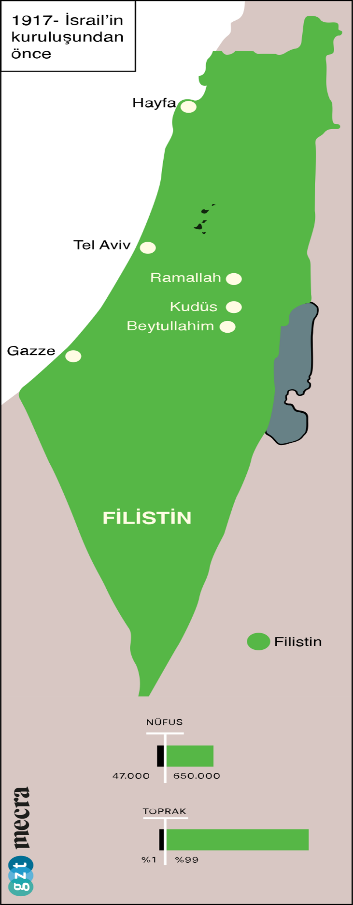 1917- İsrail'in
kuruluşundan
önce
Hayfa
Tel Aviv
Ramallah
Kudüs
Beytullahim
Gazze
FİLİSTİN
Filistin
NÜFUS
47.000 650.000
TOPRAK
%1 %99
gzt mecra